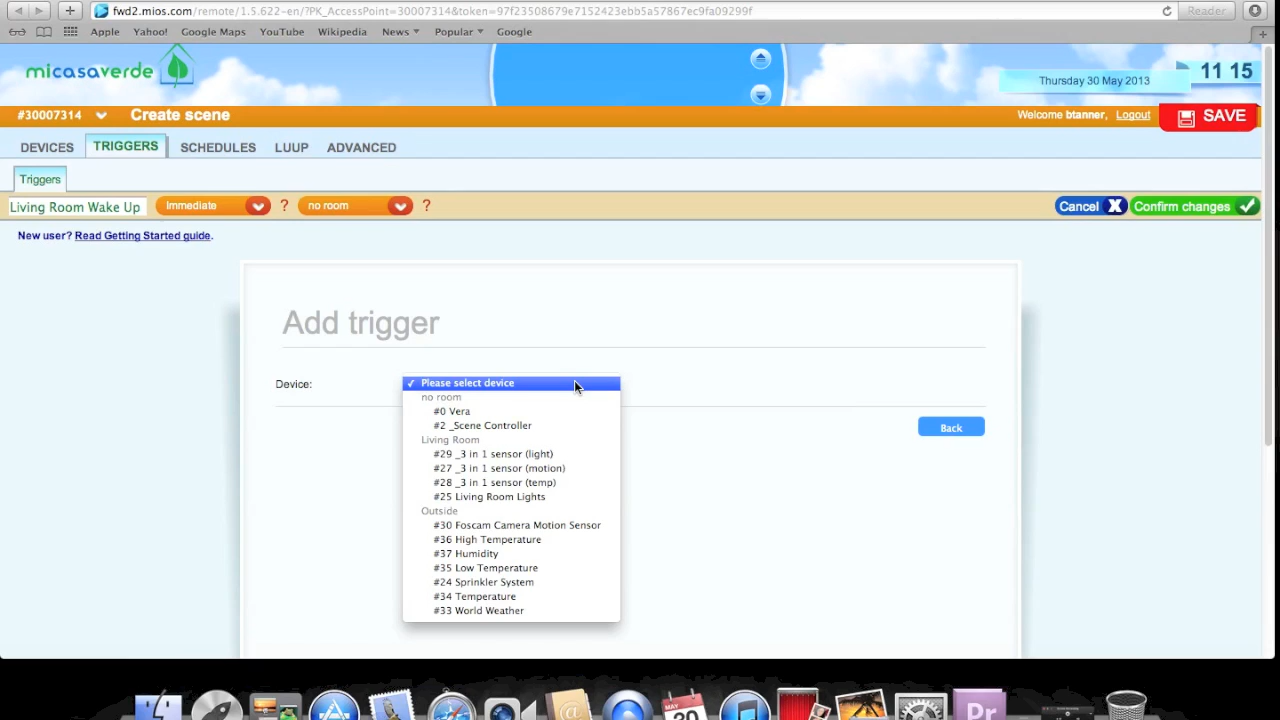 fwd2.mios.com/remote/1.5.622-en/?PK_AccessPoint=30007314&token=97f23508679e7152423ebb5a57867ec9fa09299f
Reader
Apple Yahoo! Google Maps YouTube Wikipedia News Popular Google
micasaverde
Thursday 30 May 2013
11 15
#30007314 Create scene Welcome btanner, Logout SAVE
DEVICES TRIGGERS SCHEDULES LUUP ADVANCED
Triggers
Living Room Wake Up Immediate ? no room ? Cancel X Confirm changes
New user? Read Getting Started guide.
Add trigger
Device: Please select device
no room
#0 Vera
#2 _Scene Controller
Back
Living Room
#29 _3 in 1 sensor (light)
#27 _3 in 1 sensor (motion)
#28 _3 in 1 sensor (temp)
#25 Living Room Lights
Outside
#30 Foscam Camera Motion Sensor
#36 High Temperature
#37 Humidity
#35 Low Temperature
#24 Sprinkler System
#34 Temperature
#33 World Weather
MAY
30
Pr